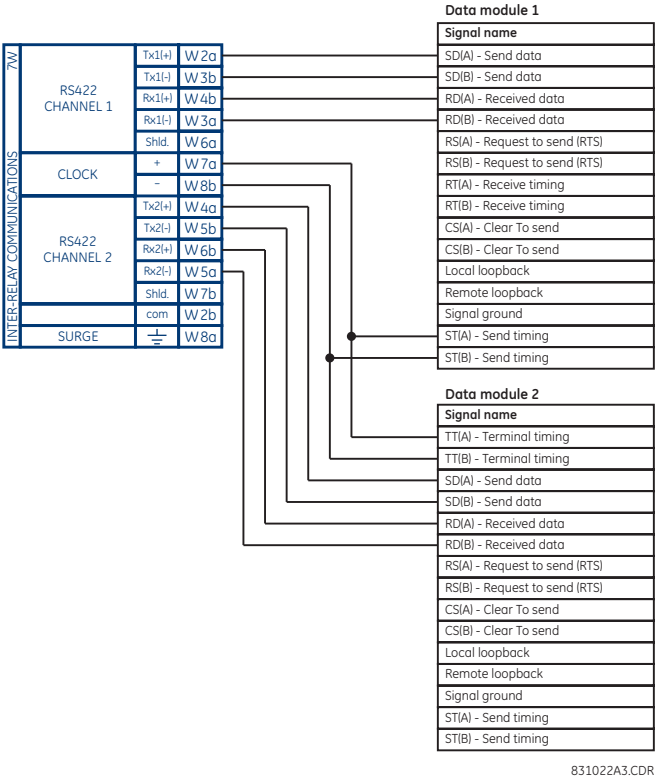 Data module 1
Signal name
7W
INTER-RELAY COMMUNICATIONS
RS422
CHANNEL 1
Tx1(+) W2a
Tx1(-) W3b
Rx1(+) W4b
Rx1(-) W3a
Shld. W6a
CLOCK
+ W7a
– W8b
RS422
CHANNEL 2
Tx2(+) W4a
Tx2(-) W5b
Rx2(+) W6b
Rx2(-) W5a
Shld. W7b
com W2b
SURGE W8a
SD(A) - Send data
SD(B) - Send data
RD(A) - Received data
RD(B) - Received data
RS(A) - Request to send (RTS)
RS(B) - Request to send (RTS)
RT(A) - Receive timing
RT(B) - Receive timing
CS(A) - Clear To send
CS(B) - Clear To send
Local loopback
Remote loopback
Signal ground
ST(A) - Send timing
ST(B) - Send timing
Data module 2
Signal name
TT(A) - Terminal timing
TT(B) - Terminal timing
SD(A) - Send data
SD(B) - Send data
RD(A) - Received data
RD(B) - Received data
RS(A) - Request to send (RTS)
RS(B) - Request to send (RTS)
CS(A) - Clear To send
CS(B) - Clear To send
Local loopback
Remote loopback
Signal ground
ST(A) - Send timing
ST(B) - Send timing
831022A3.CDR